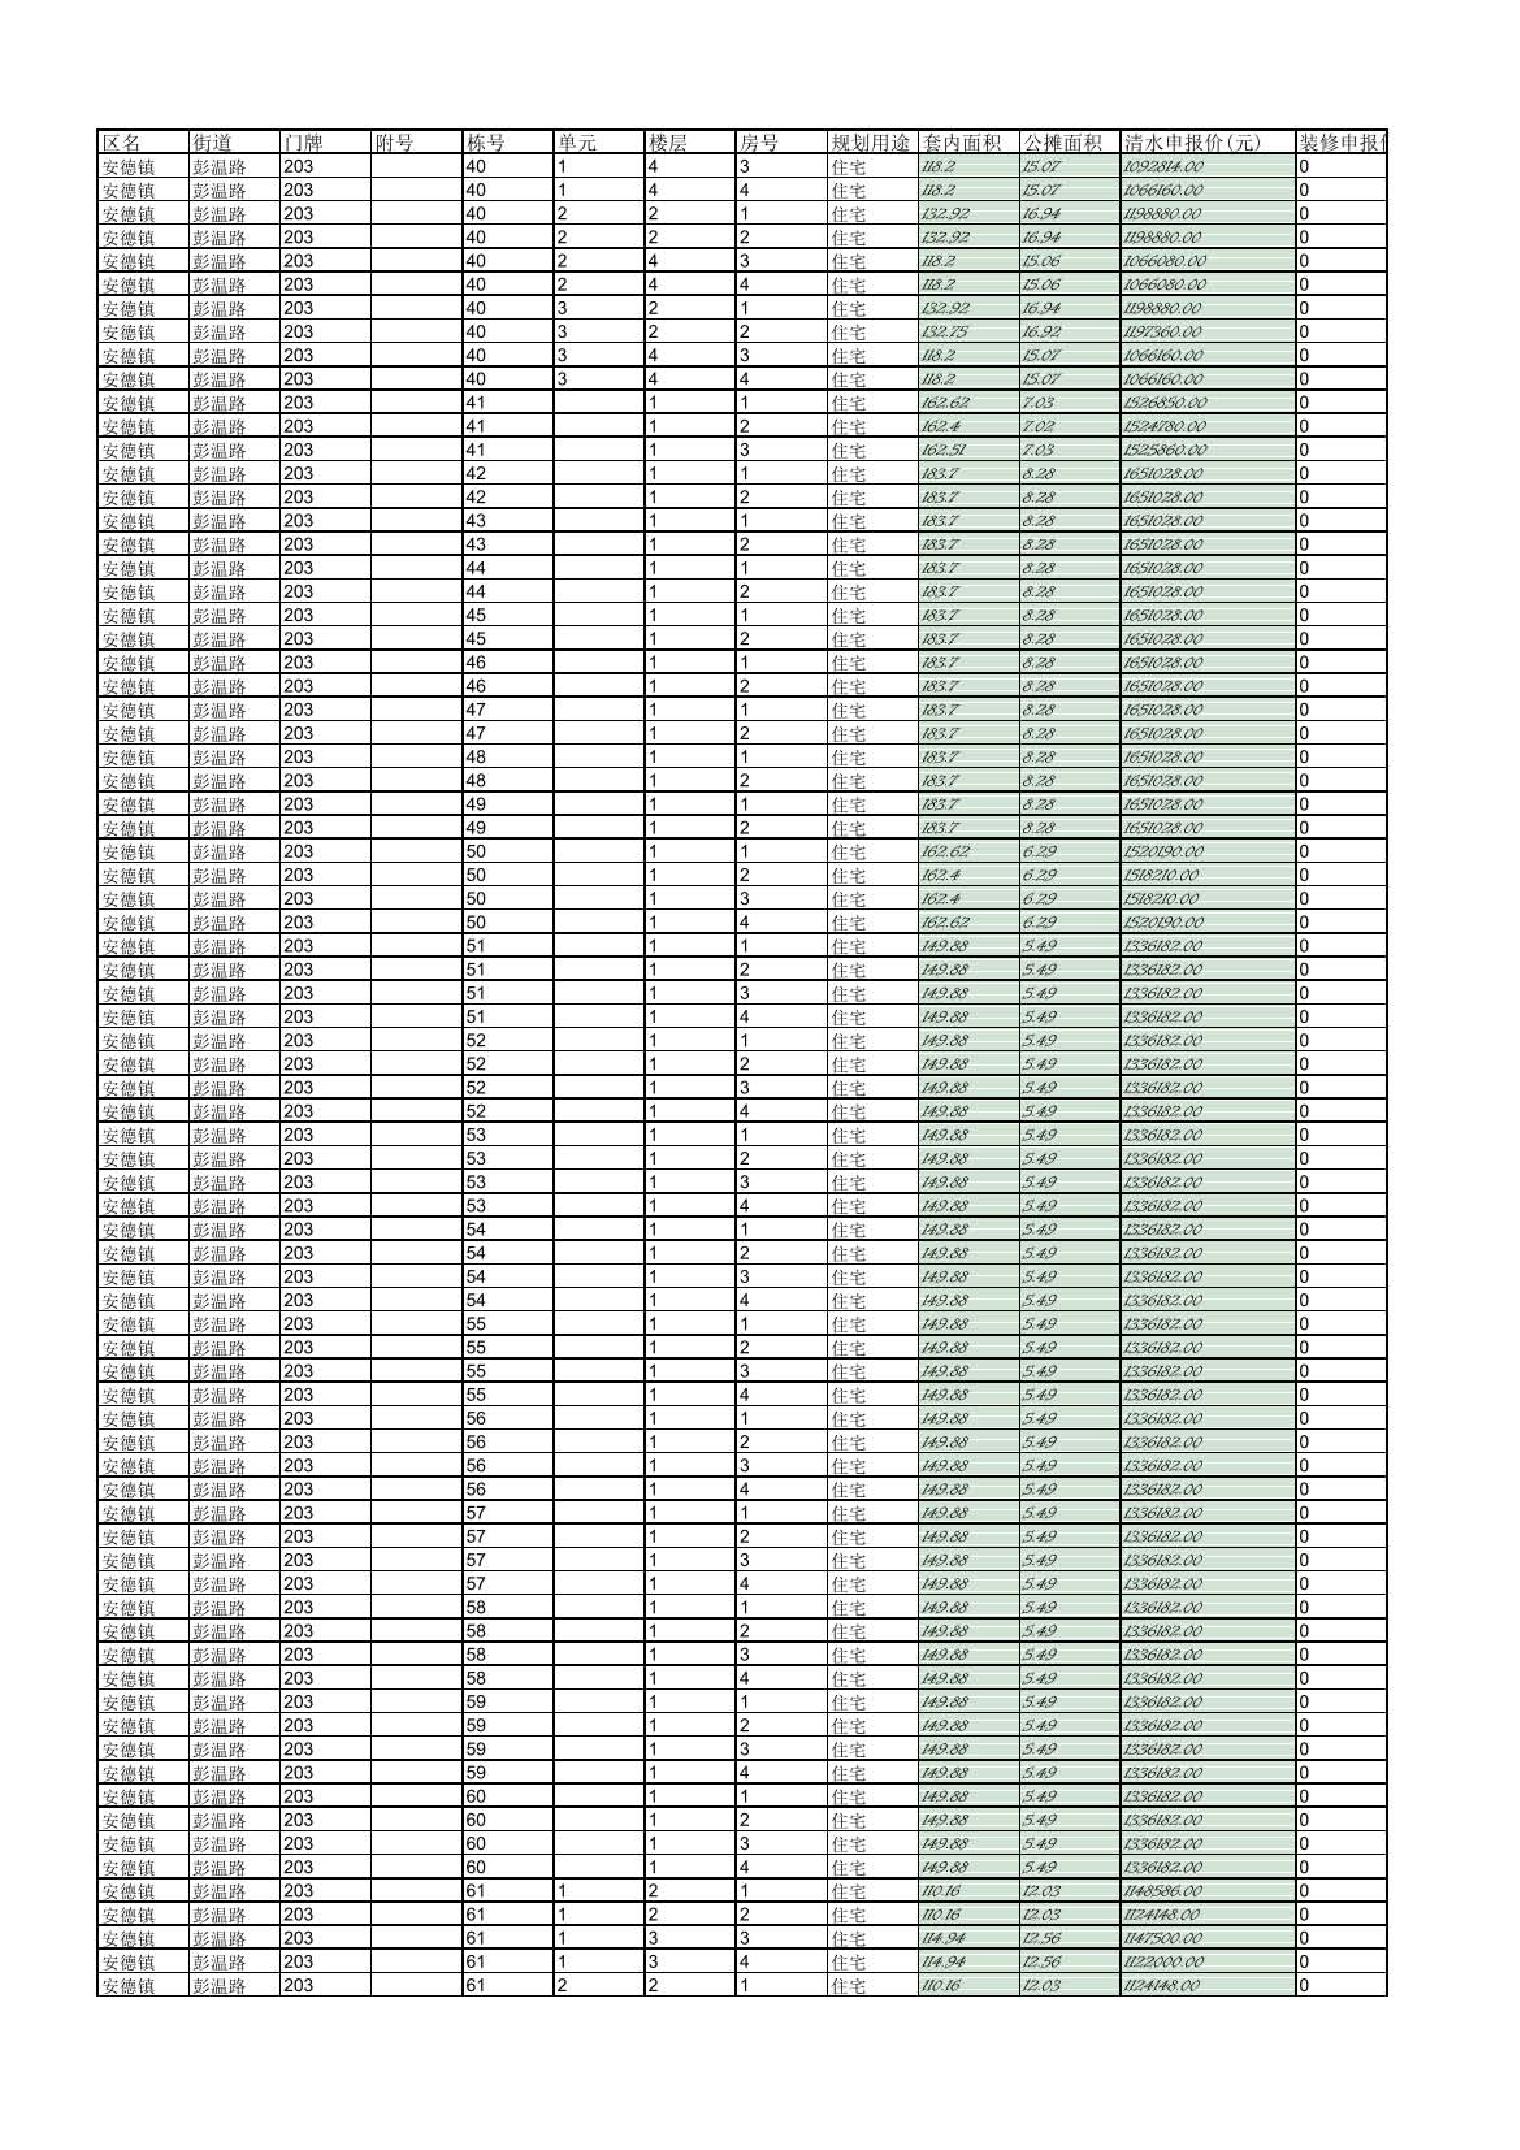 区名 街道 门牌 附号 栋号 单元 楼层 房号 规划用途 套内面积 公摊面积 清水申报价(元) 装修申报
安德镇 彭温路 203 40 1 4 3 住宅 118.2 15.07 1092814.00 0
安德镇 彭温路 203 40 1 4 4 住宅 118.2 15.07 1066160.00 0
安德镇 彭温路 203 40 2 2 1 住宅 132.92 16.94 1198880.00 0
安德镇 彭温路 203 40 2 2 2 住宅 132.92 16.94 1198880.00 0
安德镇 彭温路 203 40 2 4 3 住宅 118.2 15.06 1066080.00 0
安德镇 彭温路 203 40 2 4 4 住宅 118.2 15.06 1066080.00 0
安德镇 彭温路 203 40 3 2 1 住宅 132.92 16.94 1198880.00 0
安德镇 彭温路 203 40 3 2 2 住宅 132.75 16.92 1197360.00 0
安德镇 彭温路 203 40 3 4 3 住宅 118.2 15.07 1066160.00 0
安德镇 彭温路 203 40 3 4 4 住宅 118.2 15.07 1066160.00 0
安德镇 彭温路 203 41 1 1 住宅 162.62 7.03 1526850.00 0
安德镇 彭温路 203 41 1 2 住宅 162.4 7.02 1524780.00 0
安德镇 彭温路 203 41 1 3 住宅 162.51 7.03 1525860.00 0
安德镇 彭温路 203 42 1 1 住宅 183.7 8.28 1651028.00 0
安德镇 彭温路 203 42 1 2 住宅 183.7 8.28 1651028.00 0
安德镇 彭温路 203 43 1 1 住宅 183.7 8.28 1651028.00 0
安德镇 彭温路 203 43 1 2 住宅 183.7 8.28 1651028.00 0
安德镇 彭温路 203 44 1 1 住宅 183.7 8.28 1651028.00 0
安德镇 彭温路 203 44 1 2 住宅 183.7 8.28 1651028.00 0
安德镇 彭温路 203 45 1 1 住宅 183.7 8.28 1651028.00 0
安德镇 彭温路 203 45 1 2 住宅 183.7 8.28 1651028.00 0
安德镇 彭温路 203 46 1 1 住宅 183.7 8.28 1651028.00 0
安德镇 彭温路 203 46 1 2 住宅 183.7 8.28 1651028.00 0
安德镇 彭温路 203 47 1 1 住宅 183.7 8.28 1651028.00 0
安德镇 彭温路 203 47 1 2 住宅 183.7 8.28 1651028.00 0
安德镇 彭温路 203 48 1 1 住宅 183.7 8.28 1651028.00 0
安德镇 彭温路 203 48 1 2 住宅 183.7 8.28 1651028.00 0
安德镇 彭温路 203 49 1 1 住宅 183.7 8.28 1651028.00 0
安德镇 彭温路 203 49 1 2 住宅 183.7 8.28 1651028.00 0
安德镇 彭温路 203 50 1 1 住宅 162.62 6.29 1520190.00 0
安德镇 彭温路 203 50 1 2 住宅 162.4 6.29 1518210.00 0
安德镇 彭温路 203 50 1 3 住宅 162.4 6.29 1518210.00 0
安德镇 彭温路 203 50 1 4 住宅 162.62 6.29 1520190.00 0
安德镇 彭温路 203 51 1 1 住宅 149.88 5.49 1336182.00 0
安德镇 彭温路 203 51 1 2 住宅 149.88 5.49 1336182.00 0
安德镇 彭温路 203 51 1 3 住宅 149.88 5.49 1336182.00 0
安德镇 彭温路 203 51 1 4 住宅 149.88 5.49 1336182.00 0
安德镇 彭温路 203 52 1 1 住宅 149.88 5.49 1336182.00 0
安德镇 彭温路 203 52 1 2 住宅 149.88 5.49 1336182.00 0
安德镇 彭温路 203 52 1 3 住宅 149.88 5.49 1336182.00 0
安德镇 彭温路 203 52 1 4 住宅 149.88 5.49 1336182.00 0
安德镇 彭温路 203 53 1 1 住宅 149.88 5.49 1336182.00 0
安德镇 彭温路 203 53 1 2 住宅 149.88 5.49 1336182.00 0
安德镇 彭温路 203 53 1 3 住宅 149.88 5.49 1336182.00 0
安德镇 彭温路 203 53 1 4 住宅 149.88 5.49 1336182.00 0
安德镇 彭温路 203 54 1 1 住宅 149.88 5.49 1336182.00 0
安德镇 彭温路 203 54 1 2 住宅 149.88 5.49 1336182.00 0
安德镇 彭温路 203 54 1 3 住宅 149.88 5.49 1336182.00 0
安德镇 彭温路 203 54 1 4 住宅 149.88 5.49 1336182.00 0
安德镇 彭温路 203 55 1 1 住宅 149.88 5.49 1336182.00 0
安德镇 彭温路 203 55 1 2 住宅 149.88 5.49 1336182.00 0
安德镇 彭温路 203 55 1 3 住宅 149.88 5.49 1336182.00 0
安德镇 彭温路 203 55 1 4 住宅 149.88 5.49 1336182.00 0
安德镇 彭温路 203 56 1 1 住宅 149.88 5.49 1336182.00 0
安德镇 彭温路 203 56 1 2 住宅 149.88 5.49 1336182.00 0
安德镇 彭温路 203 56 1 3 住宅 149.88 5.49 1336182.00 0
安德镇 彭温路 203 56 1 4 住宅 149.88 5.49 1336182.00 0
安德镇 彭温路 203 57 1 1 住宅 149.88 5.49 1336182.00 0
安德镇 彭温路 203 57 1 2 住宅 149.88 5.49 1336182.00 0
安德镇 彭温路 203 57 1 3 住宅 149.88 5.49 1336182.00 0
安德镇 彭温路 203 57 1 4 住宅 149.88 5.49 1336182.00 0
安德镇 彭温路 203 58 1 1 住宅 149.88 5.49 1336182.00 0
安德镇 彭温路 203 58 1 2 住宅 149.88 5.49 1336182.00 0
安德镇 彭温路 203 58 1 3 住宅 149.88 5.49 1336182.00 0
安德镇 彭温路 203 58 1 4 住宅 149.88 5.49 1336182.00 0
安德镇 彭温路 203 59 1 1 住宅 149.88 5.49 1336182.00 0
安德镇 彭温路 203 59 1 2 住宅 149.88 5.49 1336182.00 0
安德镇 彭温路 203 59 1 3 住宅 149.88 5.49 1336182.00 0
安德镇 彭温路 203 59 1 4 住宅 149.88 5.49 1336182.00 0
安德镇 彭温路 203 60 1 1 住宅 149.88 5.49 1336182.00 0
安德镇 彭温路 203 60 1 2 住宅 149.88 5.49 1336182.00 0
安德镇 彭温路 203 60 1 3 住宅 149.88 5.49 1336182.00 0
安德镇 彭温路 203 60 1 4 住宅 149.88 5.49 1336182.00 0
安德镇 彭温路 203 61 1 2 1 住宅 110.16 12.03 1148586.00 0
安德镇 彭温路 203 61 1 2 2 住宅 110.16 12.03 1124148.00 0
安德镇 彭温路 203 61 1 3 3 住宅 114.94 12.56 1147500.00 0
安德镇 彭温路 203 61 1 3 4 住宅 114.94 12.56 1122000.00 0
安德镇 彭温路 203 61 2 2 1 住宅 110.16 12.03 1124148.00 0